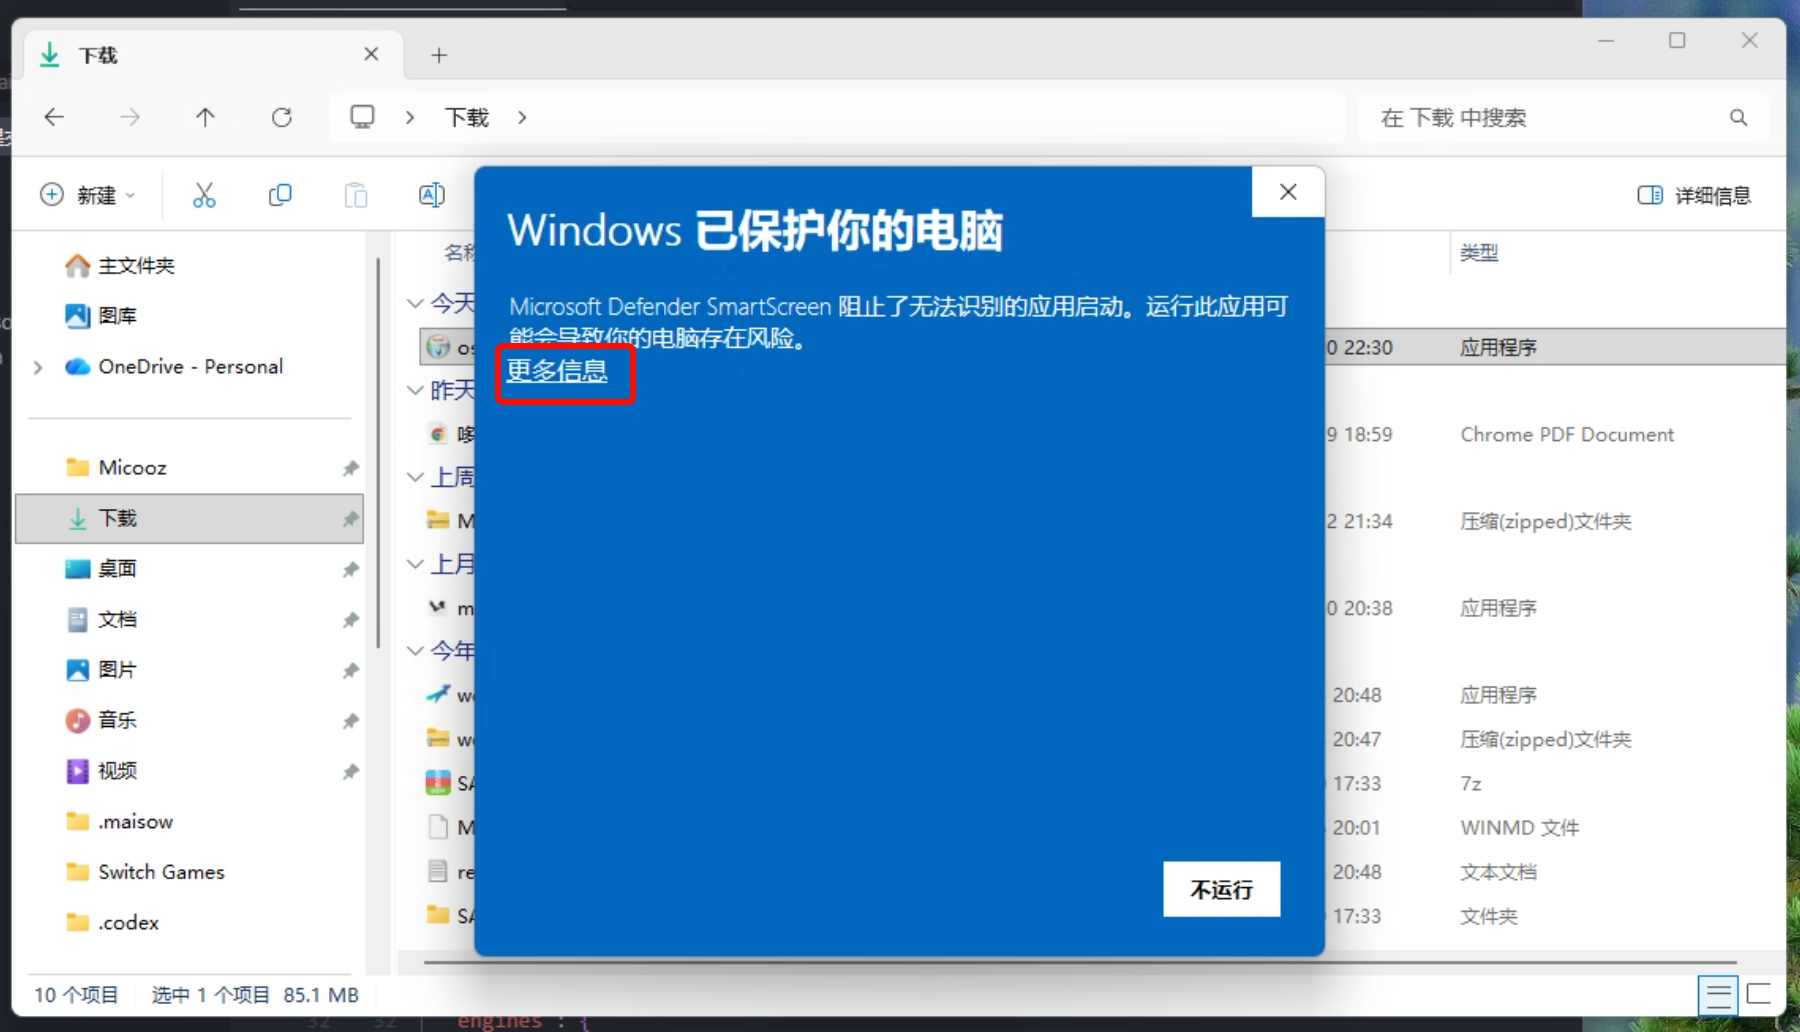 下载
下载
在 下载 中搜索
新建
详细信息
Windows 已保护你的电脑
Microsoft Defender SmartScreen 阻止了无法识别的应用启动。运行此应用可
能会导致你的电脑存在风险。
更多信息
不运行
主文件夹
图库
OneDrive - Personal
Micooz
下载
桌面
文档
图片
音乐
视频
.maisow
Switch Games
.codex
类型
今天
22:30 应用程序
昨天
18:59 Chrome PDF Document
上周
21:34 压缩(zipped)文件夹
上月
20:38 应用程序
今年
20:48 应用程序
20:47 压缩(zipped)文件夹
17:33 7z
20:01 WINMD 文件
20:48 文本文档
17:33 文件夹
10 个项目 选中 1 个项目 85.1 MB
32 32 engines : {